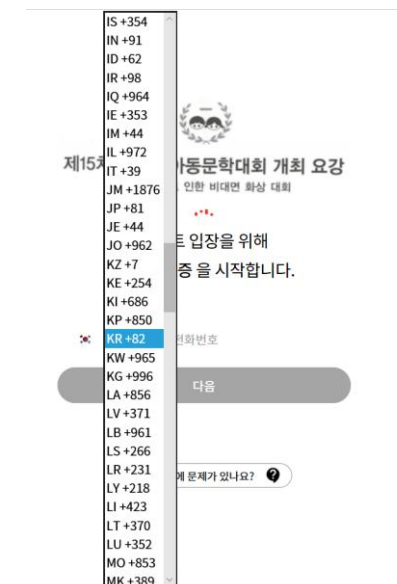 IS +354
IN +91
ID +62
IR +98
IQ +964
IE +353
IM +44
IL +972
IT +39
JM +1876
JP +81
JE +44
JO +962
KZ +7
KE +254
KI +686
KP +850
KR +82
KW +965
KG +996
LA +856
LV +371
LB +961
LS +266
LR +231
LY +218
LI +423
LT +370
LU +352
MO +853
MK +389
제15차 아동문학대회 개최 요강
인한 비대면 화상 대회
입장을 위해
증 을 시작합니다.
전화번호
다음
에 문제가 있나요?